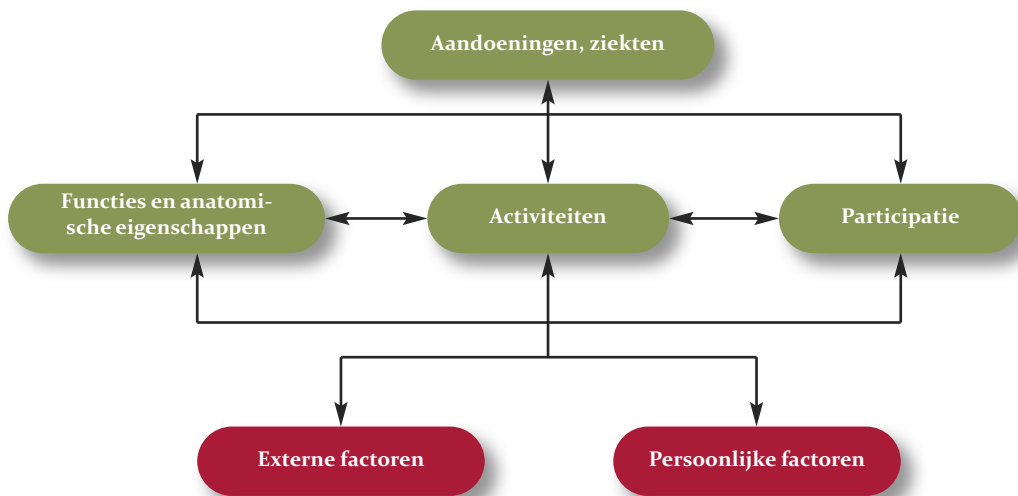 Aandoeningen, ziekten
Functies en anatomi-
sche eigenschappen
Activiteiten
Participatie
Externe factoren
Persoonlijke factoren